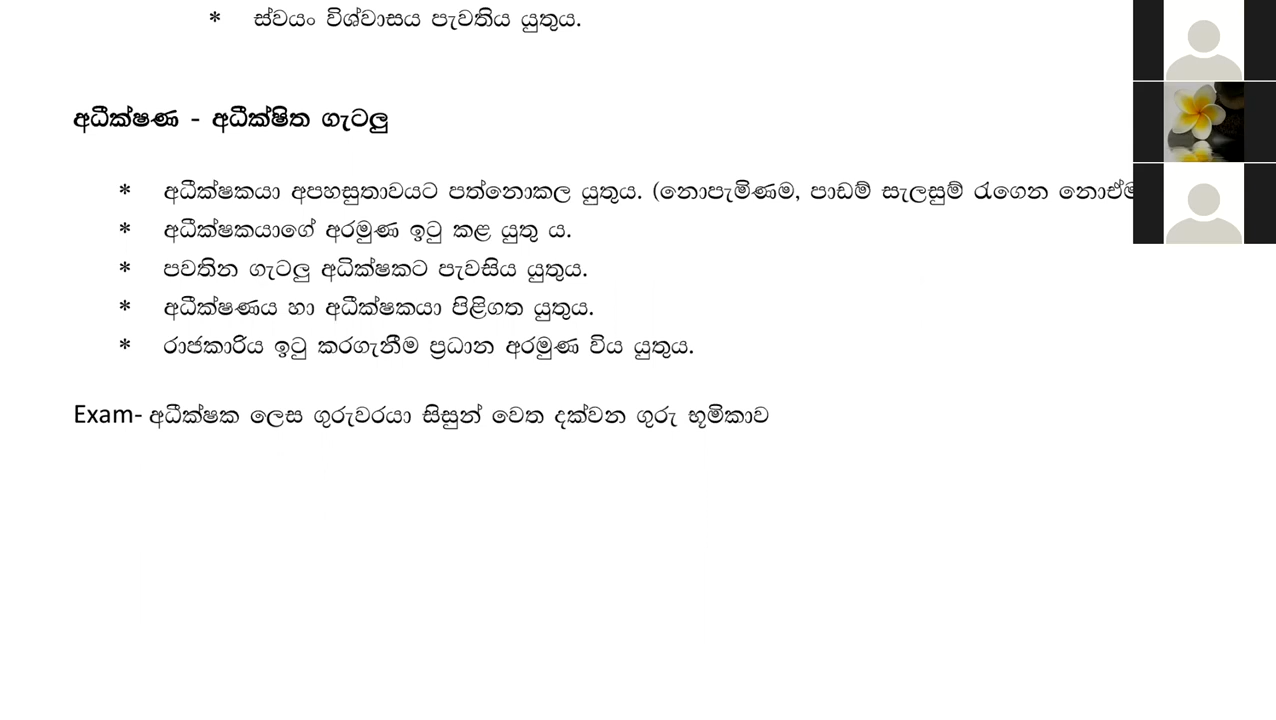 * ස්වයං විශ්වාසය පැවතිය යුතුය.
අධීක්ෂණ - අධීක්ෂිත ගැටලු
* අධීක්ෂකයා අපහසුතාවයට පත්නොකල යුතුය. (නොපැමිණම, පාඩම් සැලසුම් රැගෙන
* අධීක්ෂකයාගේ අරමුණ ඉටු කළ යුතු ය.
* පවතින ගැටලු අධික්ෂකට පැවසිය යුතුය.
* අධීක්ෂණය හා අධීක්ෂකයා පිළිගත යුතුය.
* රාජකාරිය ඉටු කරගැනීම ප්‍රධාන අරමුණ විය යුතුය.
Exam- අධීක්ෂක ලෙස ගුරුවරයා සිසුන් වෙත දක්වන ගුරු භූමිකාව